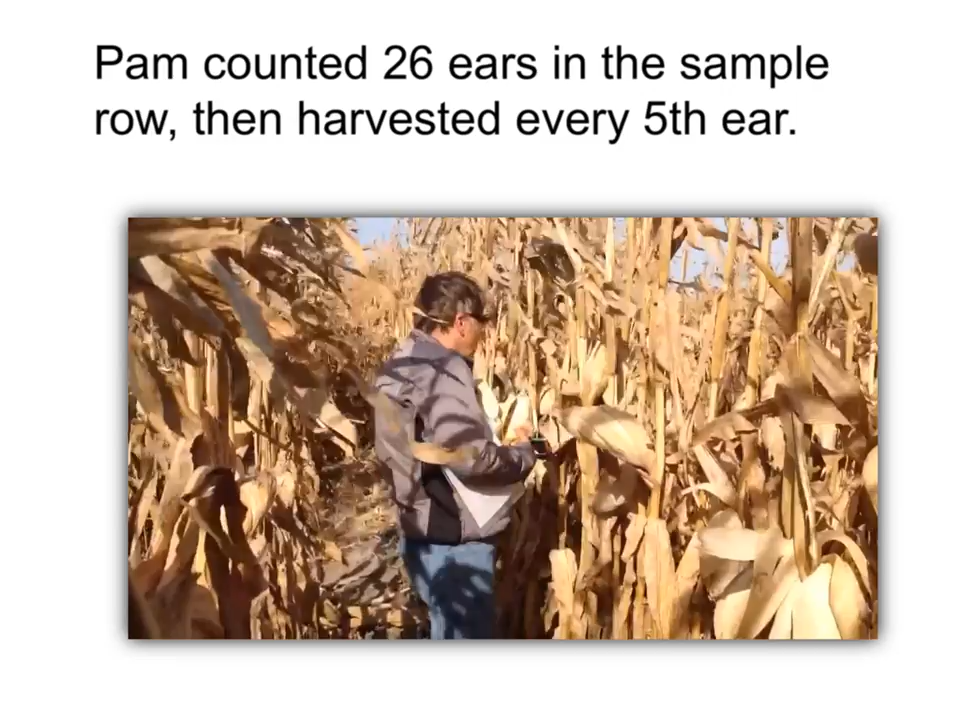 Pam counted 26 ears in the sample
row, then harvested every 5th ear.